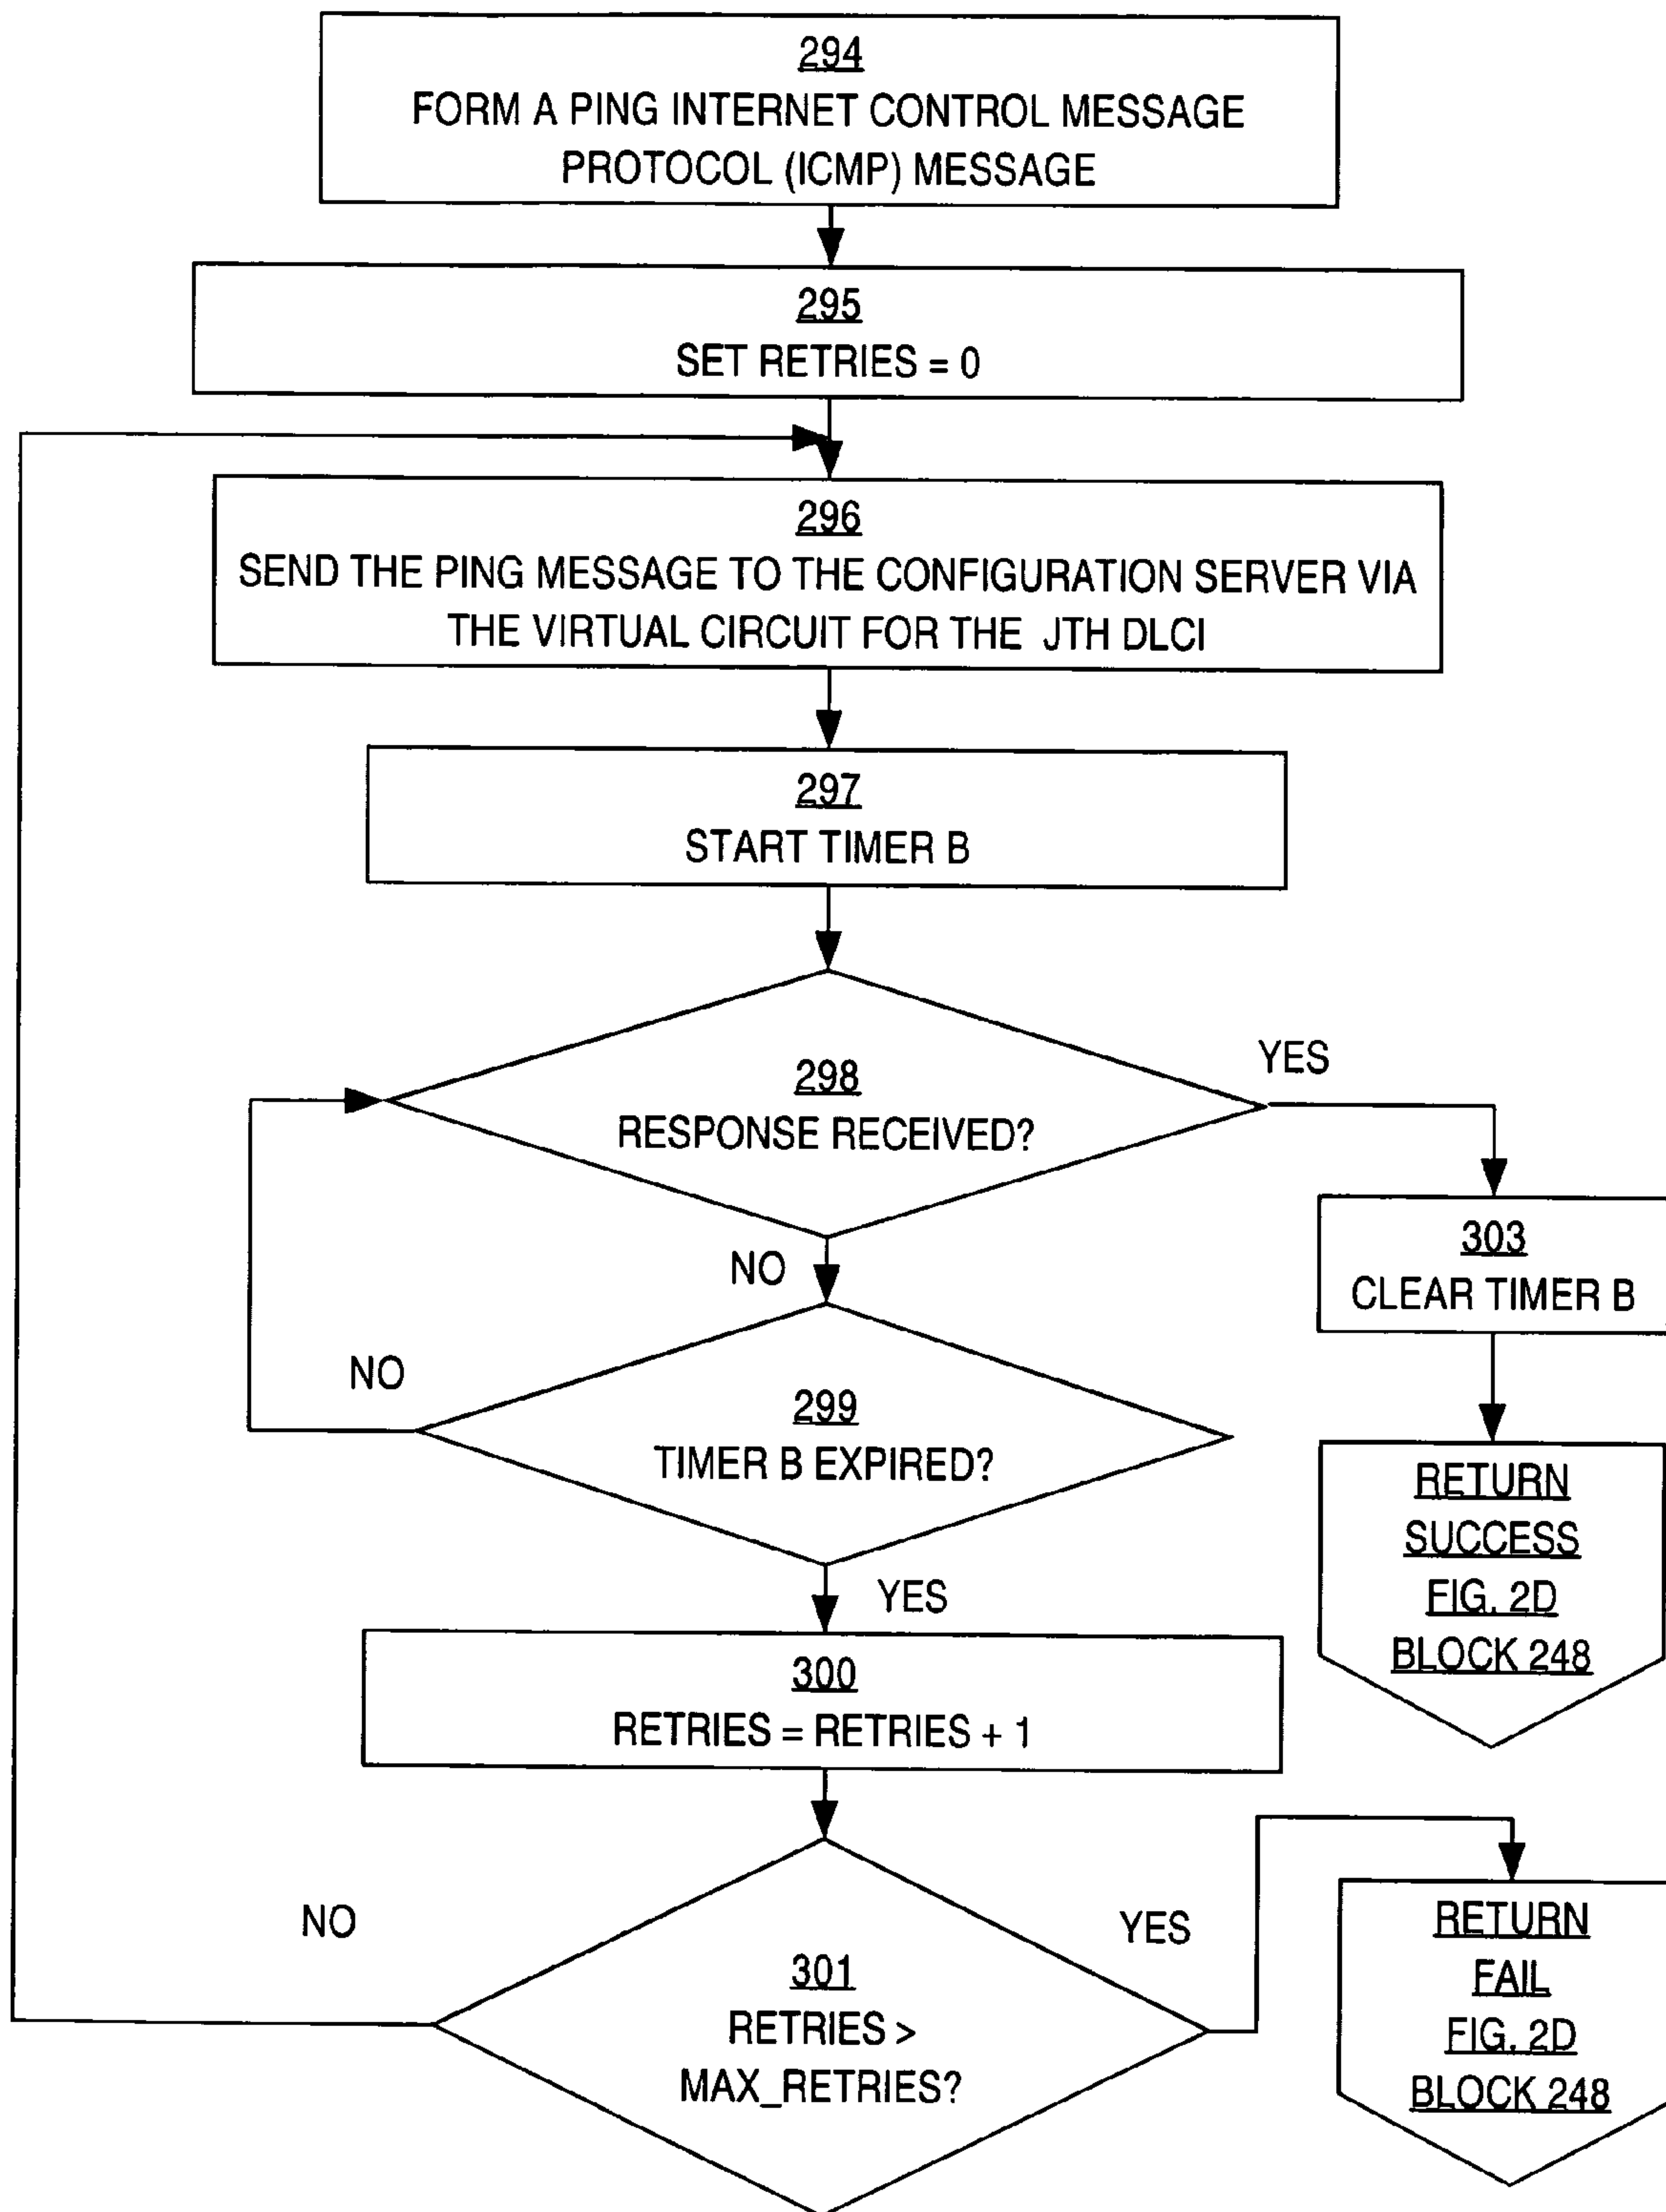 294
FORM A PING INTERNET CONTROL MESSAGE
PROTOCOL (ICMP) MESSAGE
295
SET RETRIES = 0
296
SEND THE PING MESSAGE TO THE CONFIGURATION SERVER VIA
THE VIRTUAL CIRCUIT FOR THE JTH DLCI
297
START TIMER B
298
RESPONSE RECEIVED?
YES
NO
303
CLEAR TIMER B
RETURN
SUCCESS
FIG. 2D
BLOCK 248
299
TIMER B EXPIRED?
NO
YES
300
RETRIES = RETRIES + 1
301
RETRIES >
MAX_RETRIES?
NO
YES
RETURN
FAIL
FIG. 2D
BLOCK 248